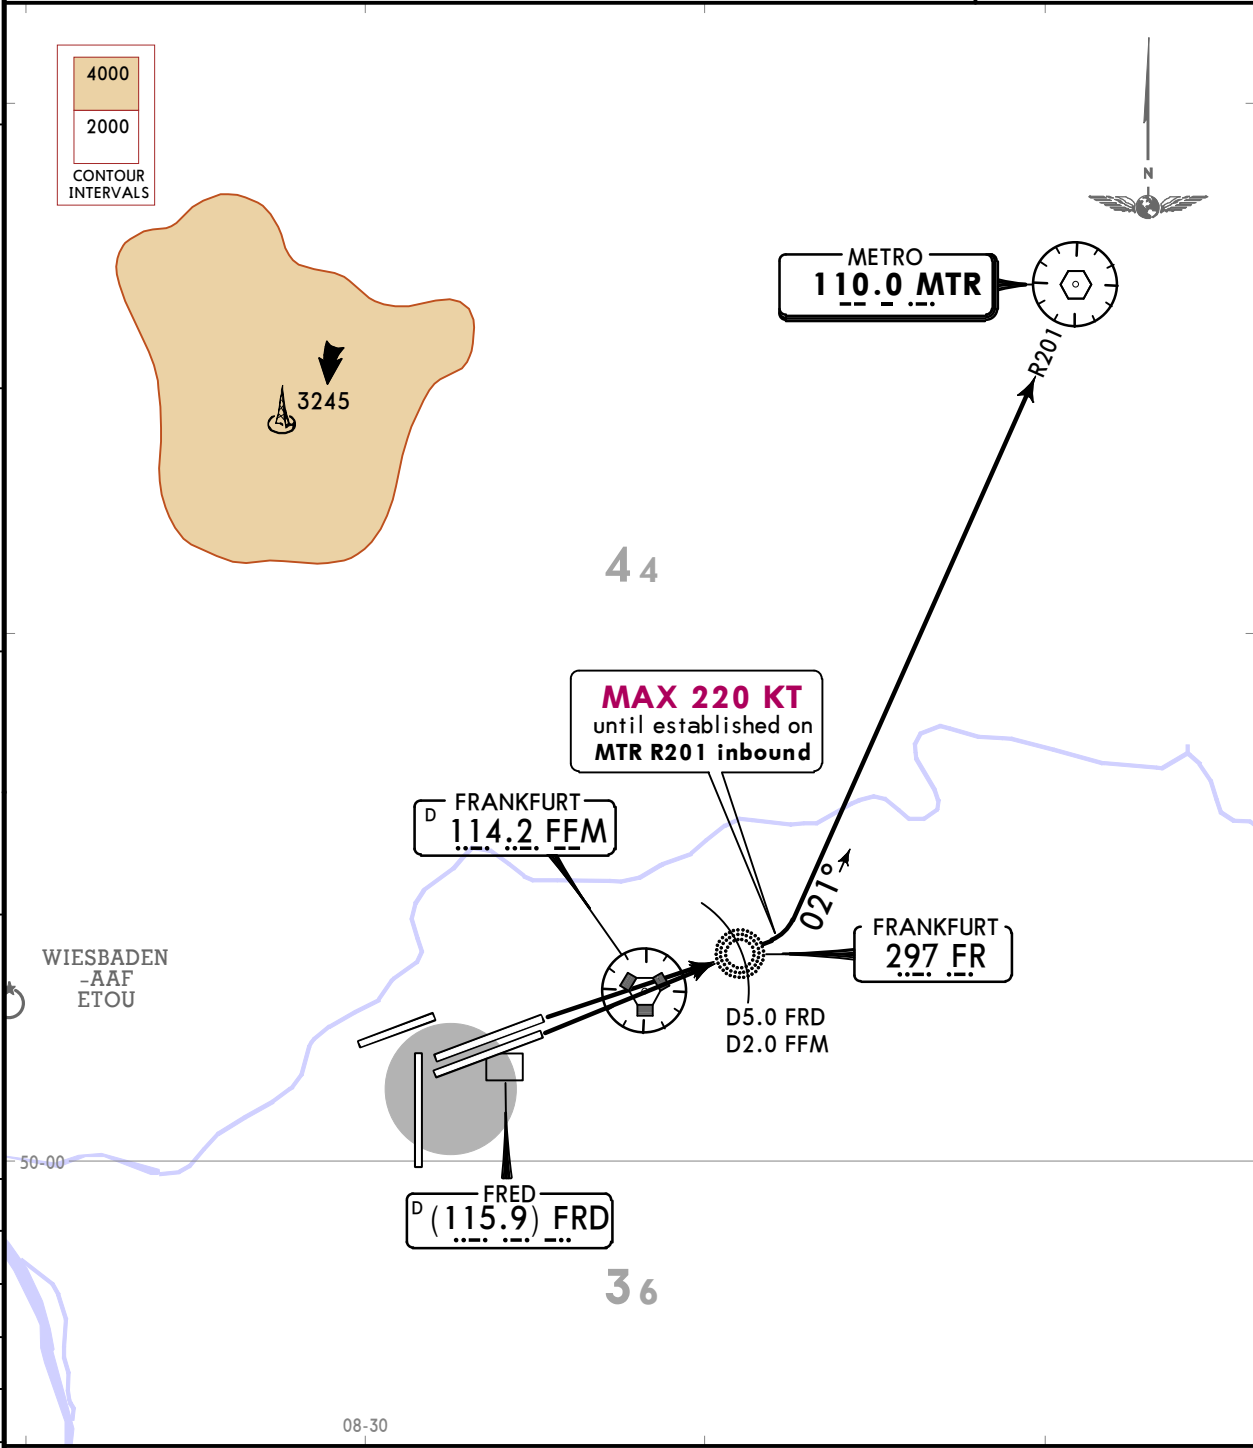 4000
2000
CONTOUR
INTERVALS
N
METRO
110.0 MTR
R201
3245
44
MAX 220 KT
until established on
MTR R201 inbound
FRANKFURT
D 114.2 FFM
021°
FRANKFURT
297 FR
WIESBADEN
-AAF
ETOU
D5.0 FRD
D2.0 FFM
50-00
FRED
D (115.9) FRD
36
08-30